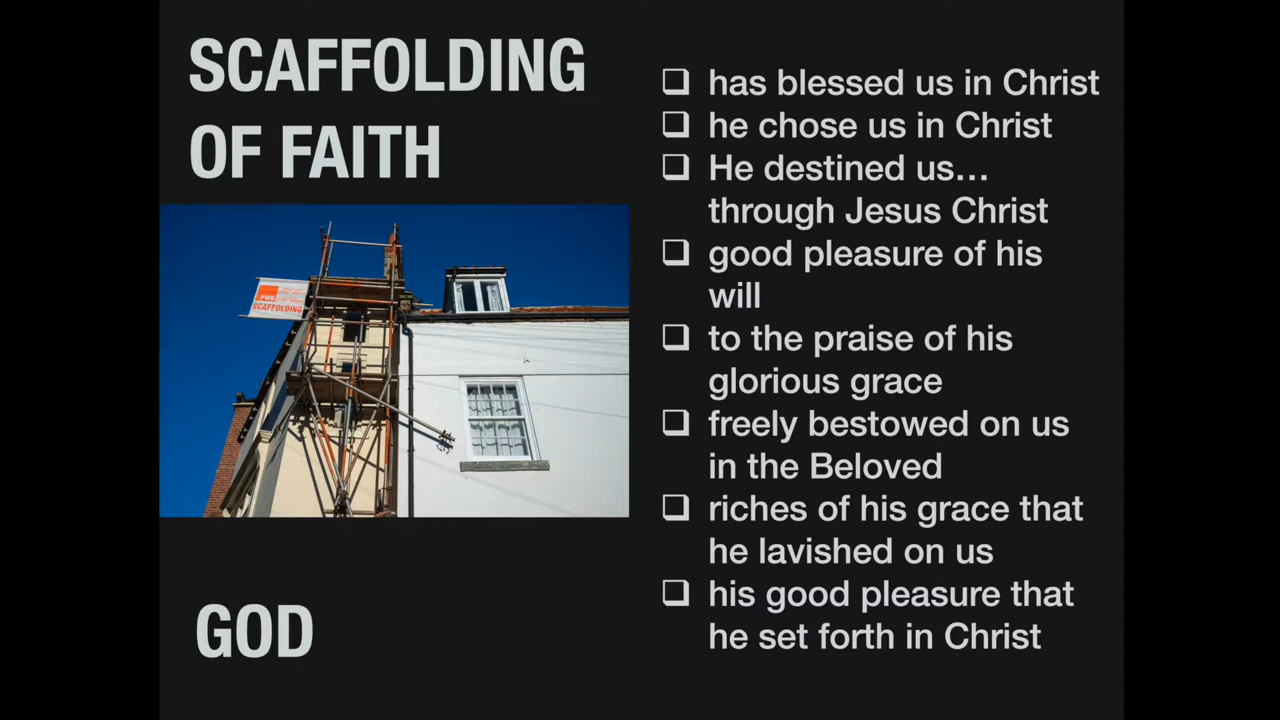 SCAFFOLDING
OF FAITH
SCAFFOLDING
GOD
❑ has blessed us in Christ
❑ he chose us in Christ
❑ He destined us…
through Jesus Christ
❑ good pleasure of his
will
❑ to the praise of his
glorious grace
❑ freely bestowed on us
in the Beloved
❑ riches of his grace that
he lavished on us
❑ his good pleasure that
he set forth in Christ